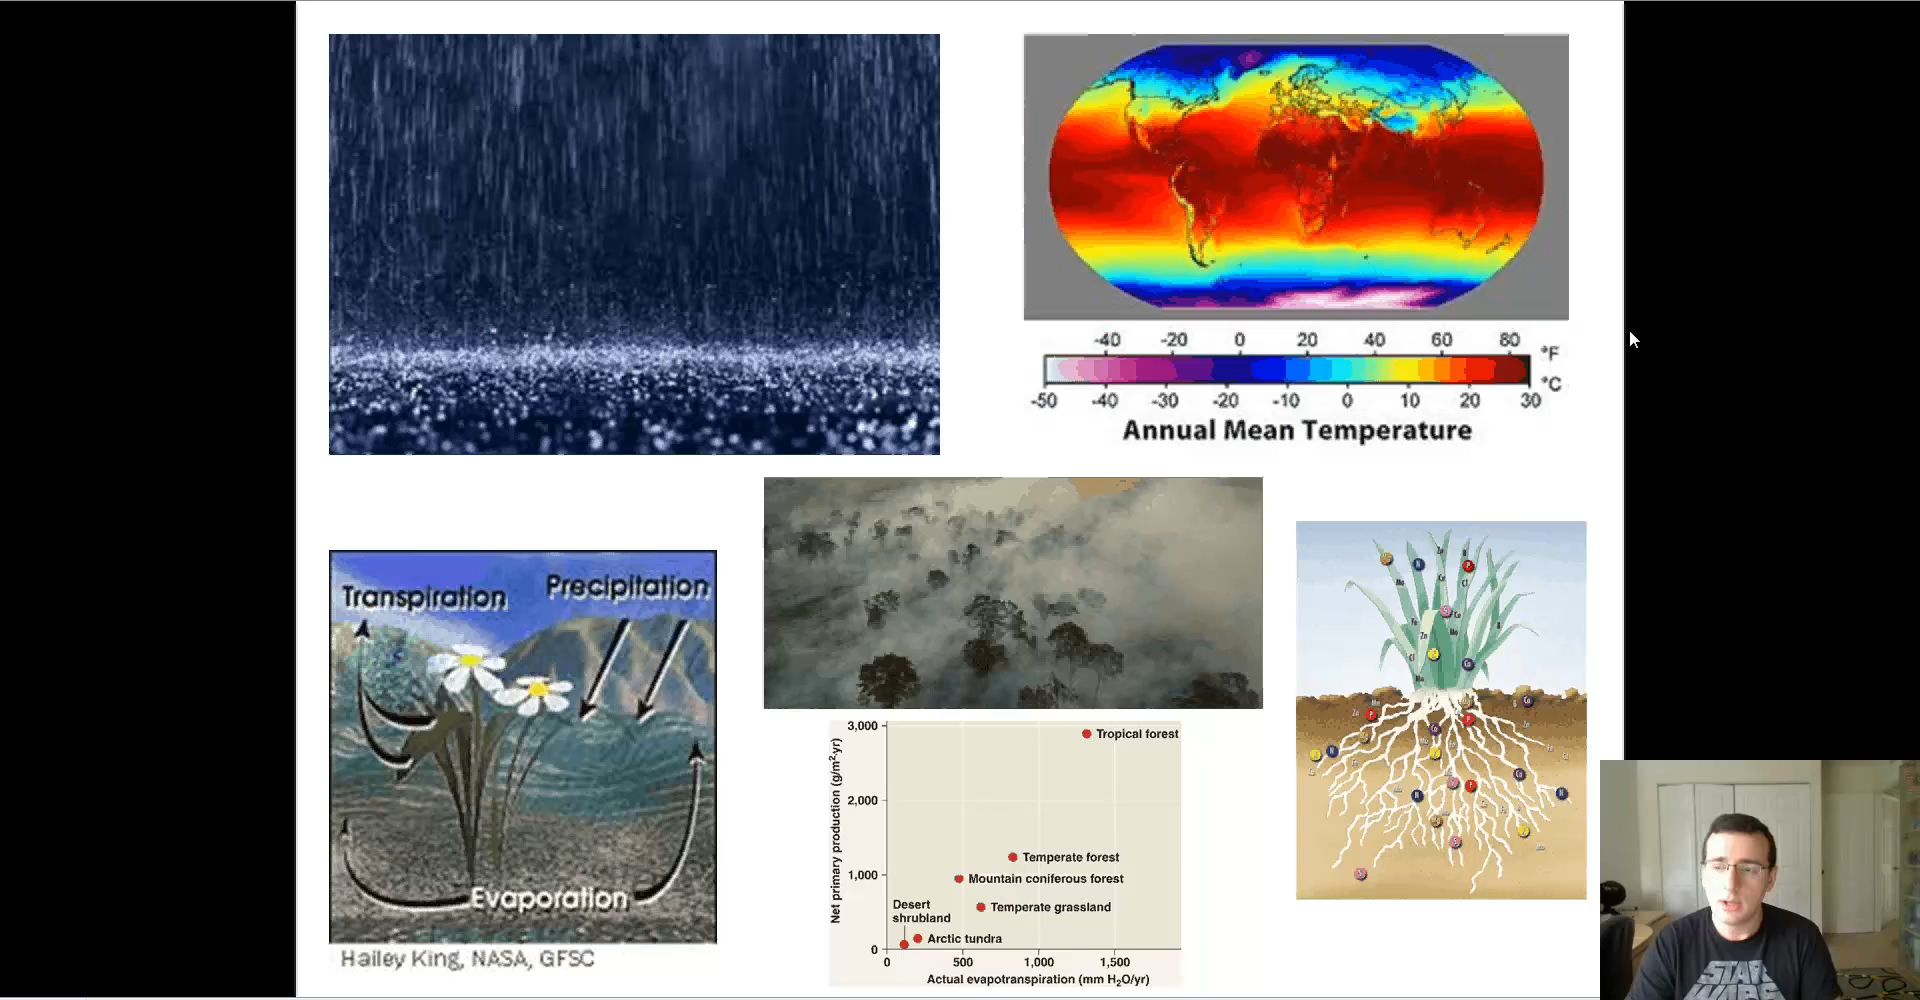 -40 -20 0 20 40 60 80
°F
°C
-50 -40 -30 -20 -10 0 10 20 30
Annual Mean Temperature
Transpiration
Precipitation
Evaporation
Hailey King, NASA, GFSC
Net primary production (g/m²·yr)
3,000
2,000
1,000
0
Tropical forest
Temperate forest
Mountain coniferous forest
Temperate grassland
Desert
shrubland
Arctic tundra
0 500 1,000 1,500
Actual evapotranspiration (mm H₂O/yr)
STAR
WARS